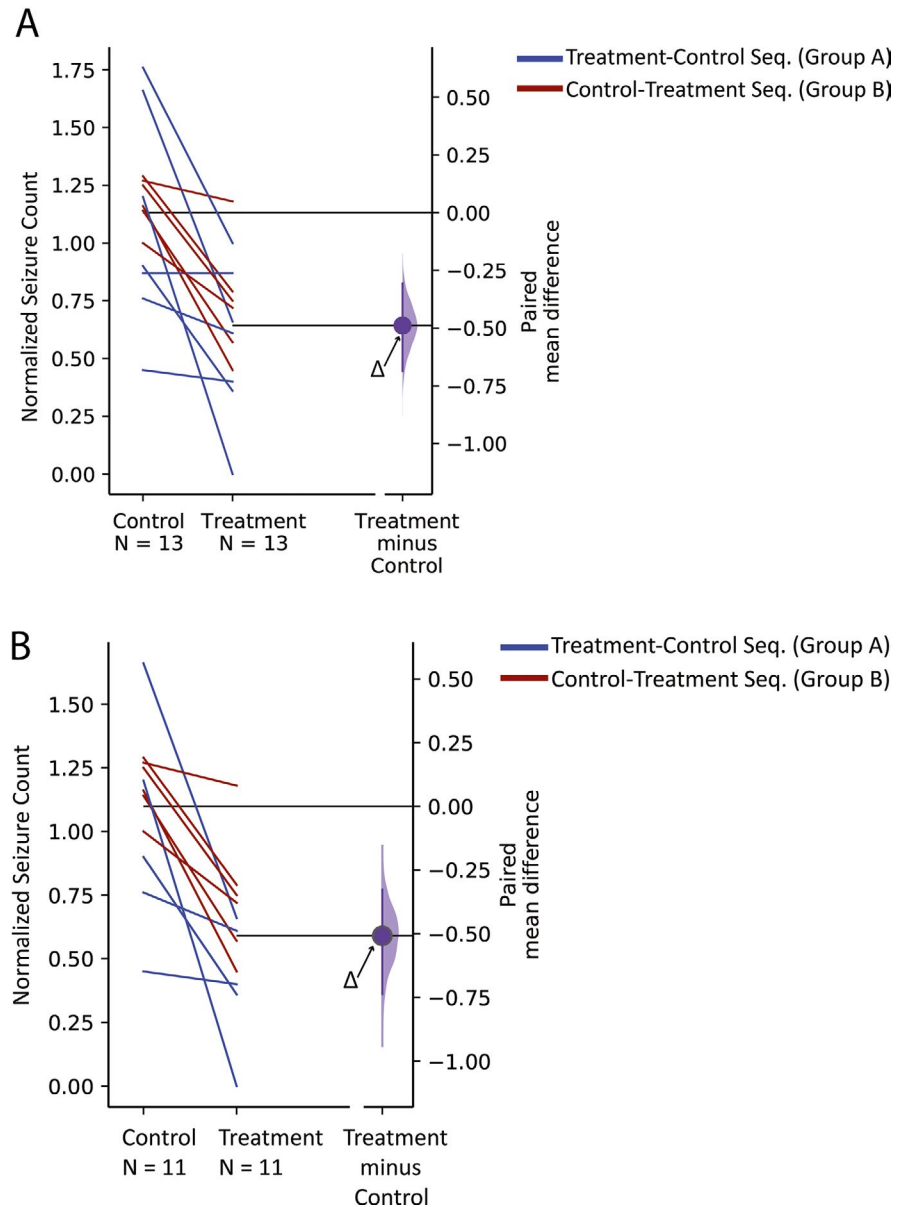 A
Treatment-Control Seq. (Group A)
Control-Treatment Seq. (Group B)
Normalized Seizure Count
1.75
1.50
1.25
1.00
0.75
0.50
0.25
0.00
0.50
0.25
0.00
−0.25
−0.50
−0.75
−1.00
Paired
mean difference
Δ
Control
N = 13
Treatment
N = 13
Treatment
minus
Control
B
Treatment-Control Seq. (Group A)
Control-Treatment Seq. (Group B)
Normalized Seizure Count
1.50
1.25
1.00
0.75
0.50
0.25
0.00
0.50
0.25
0.00
−0.25
−0.50
−0.75
−1.00
Paired
mean difference
Δ
Control
N = 11
Treatment
N = 11
Treatment
minus
Control